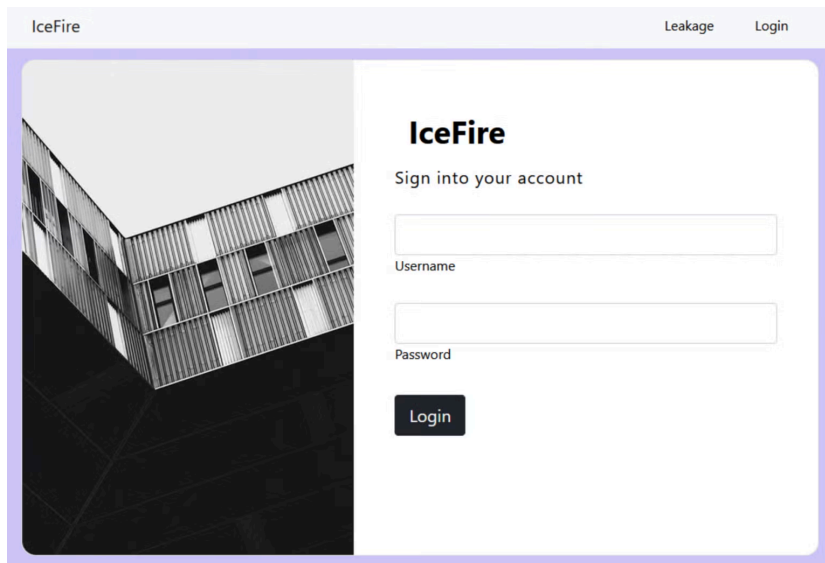 IceFire Leakage Login
IceFire
Sign into your account
Username
Password
Login